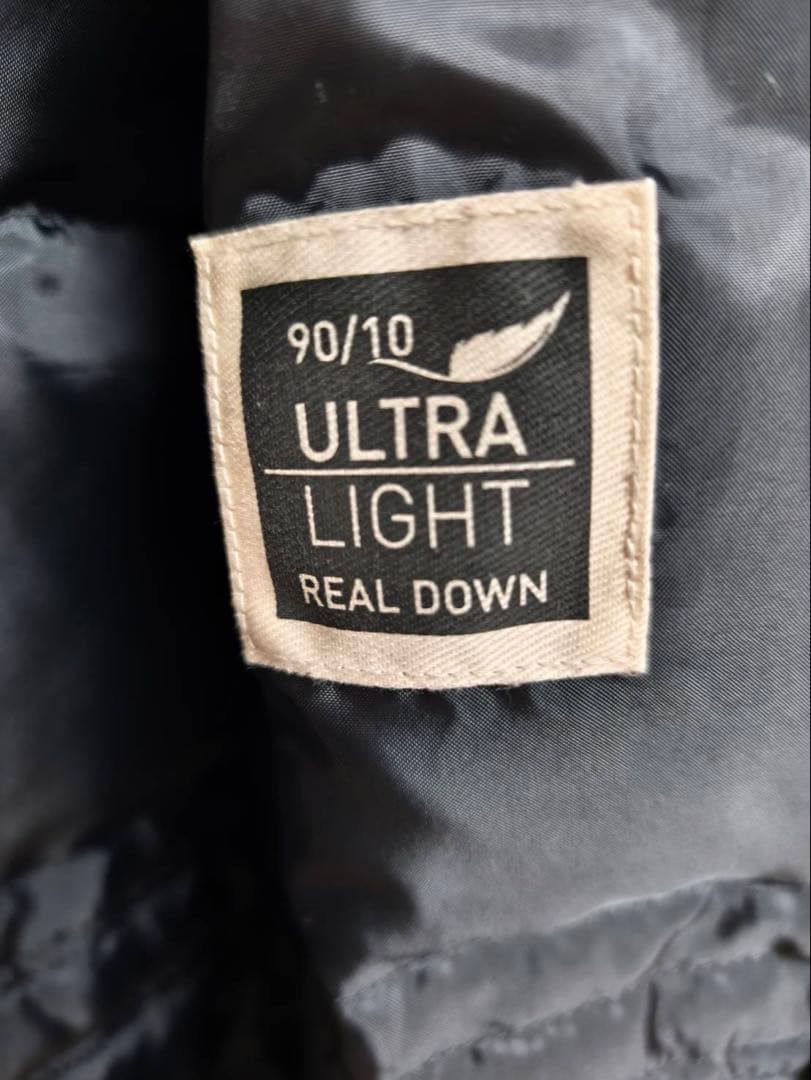 90/10
ULTRA
LIGHT
REAL DOWN